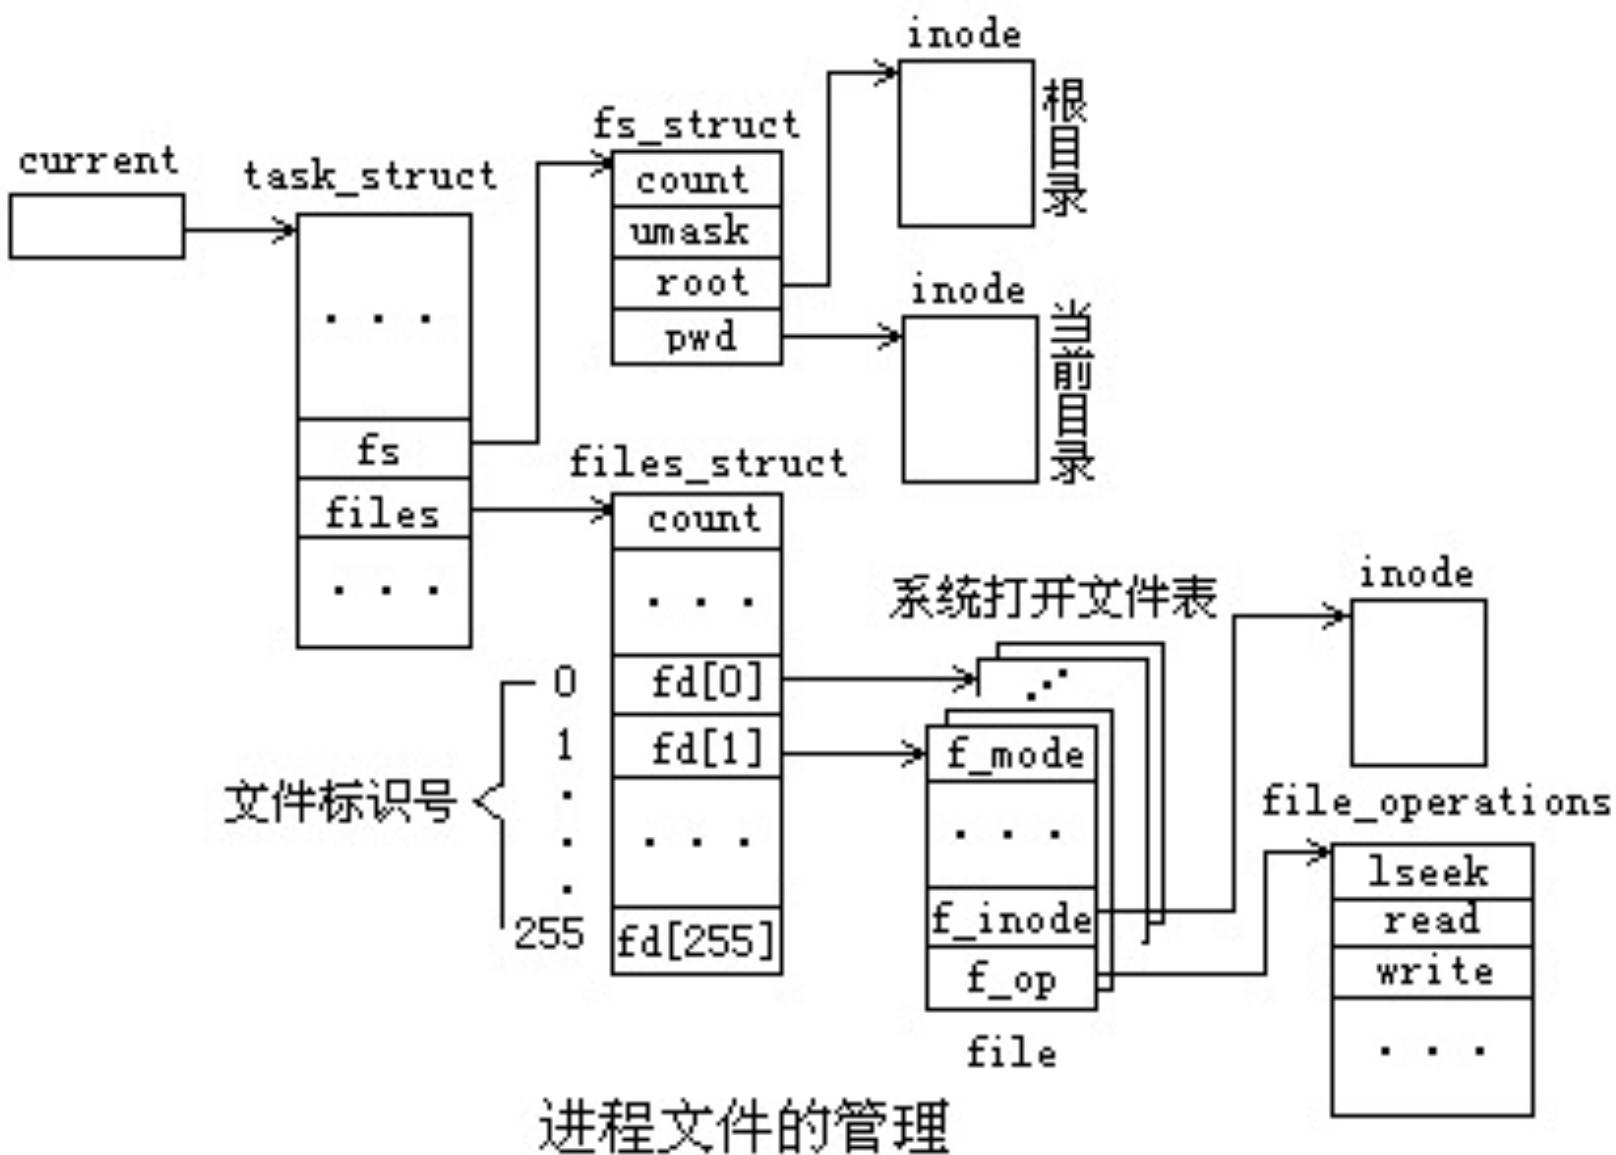 current
task_struct
. . .
fs
files
. . .
fs_struct
count
umask
root
pwd
inode
根目录
inode
当前目录
files_struct
count
. . .
fd[0]
fd[1]
. . .
fd[255]
文件标识号
0
1
.
.
.
255
系统打开文件表
. . .
f_mode
. . .
f_inode
f_op
file
inode
file_operations
lseek
read
write
. . .
进程文件的管理